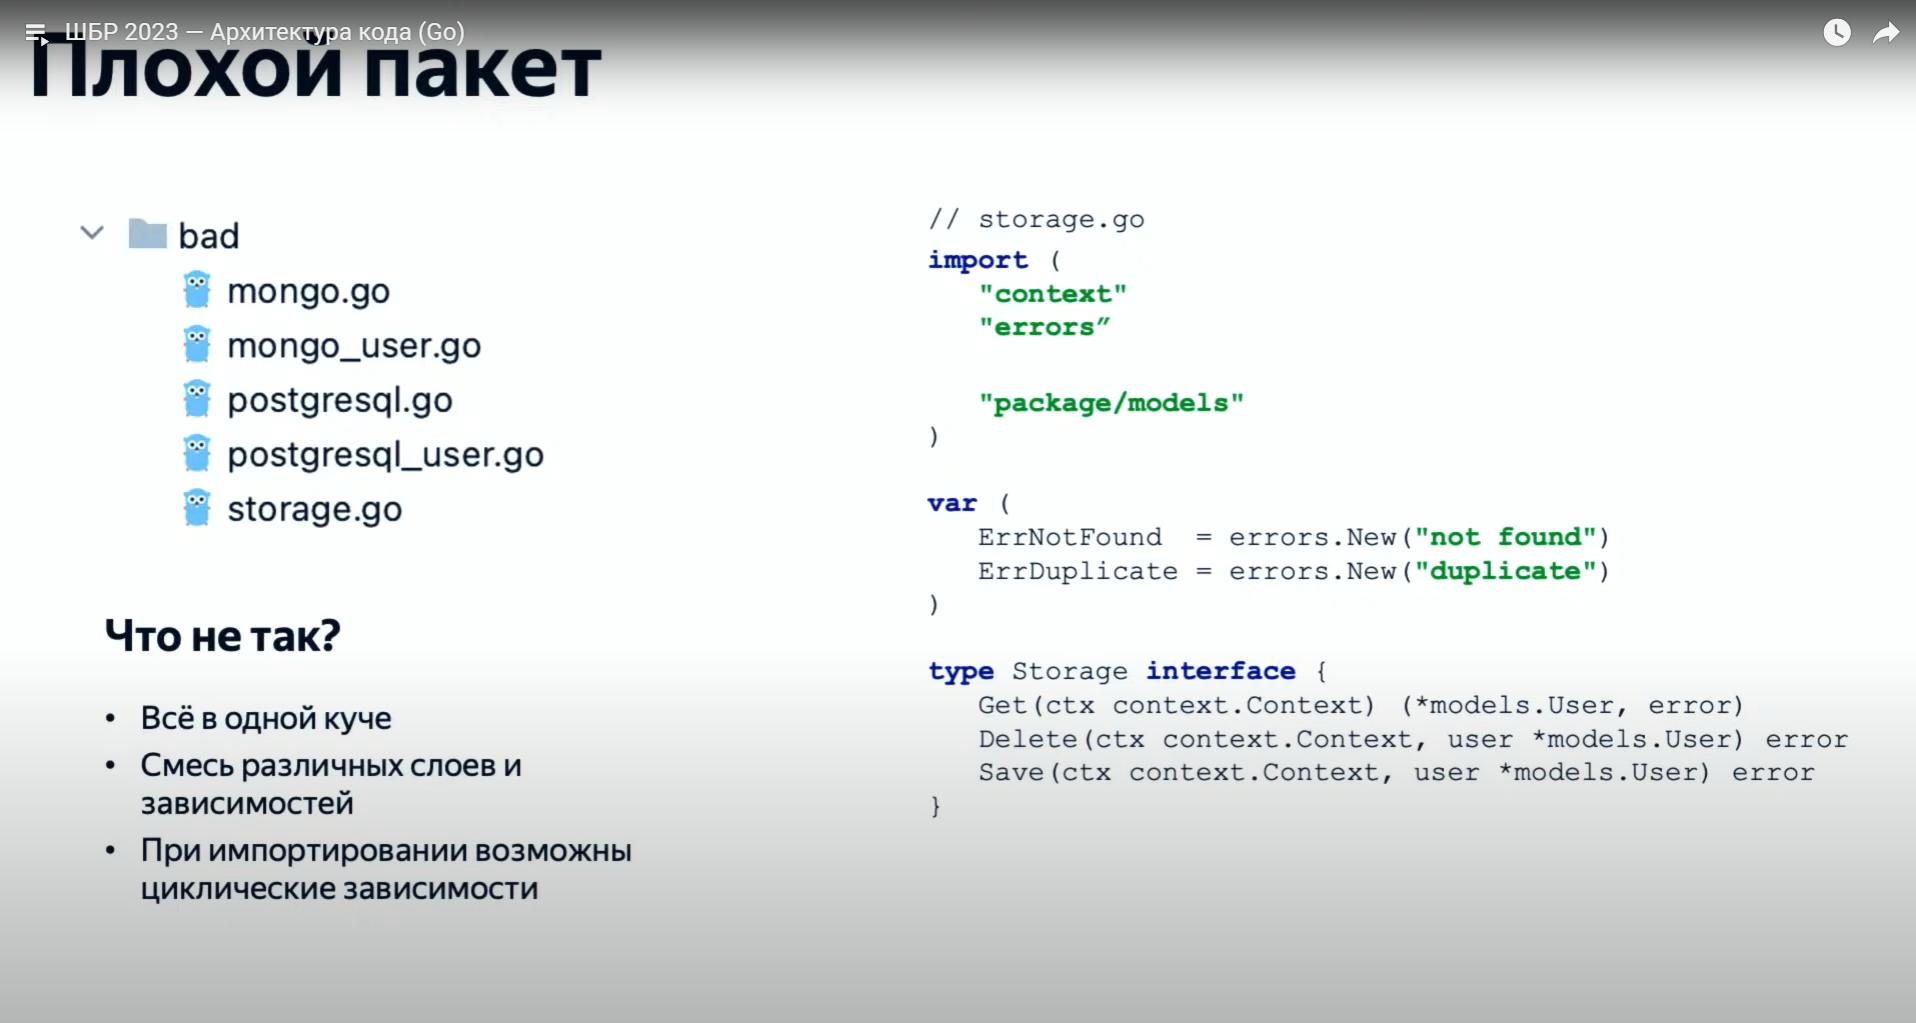 ШБР 2023 — Архитектура кода (Go)
Плохой пакет
bad
mongo.go
mongo_user.go
postgresql.go
postgresql_user.go
storage.go
Что не так?
• Всё в одной куче
• Смесь различных слоев и
зависимостей
• При импортировании возможны
циклические зависимости
// storage.go
import (
"context"
"errors”
"package/models"
)
var (
ErrNotFound = errors.New("not found")
ErrDuplicate = errors.New("duplicate")
)
type Storage interface {
Get(ctx context.Context) (*models.User, error)
Delete(ctx context.Context, user *models.User) error
Save(ctx context.Context, user *models.User) error
}